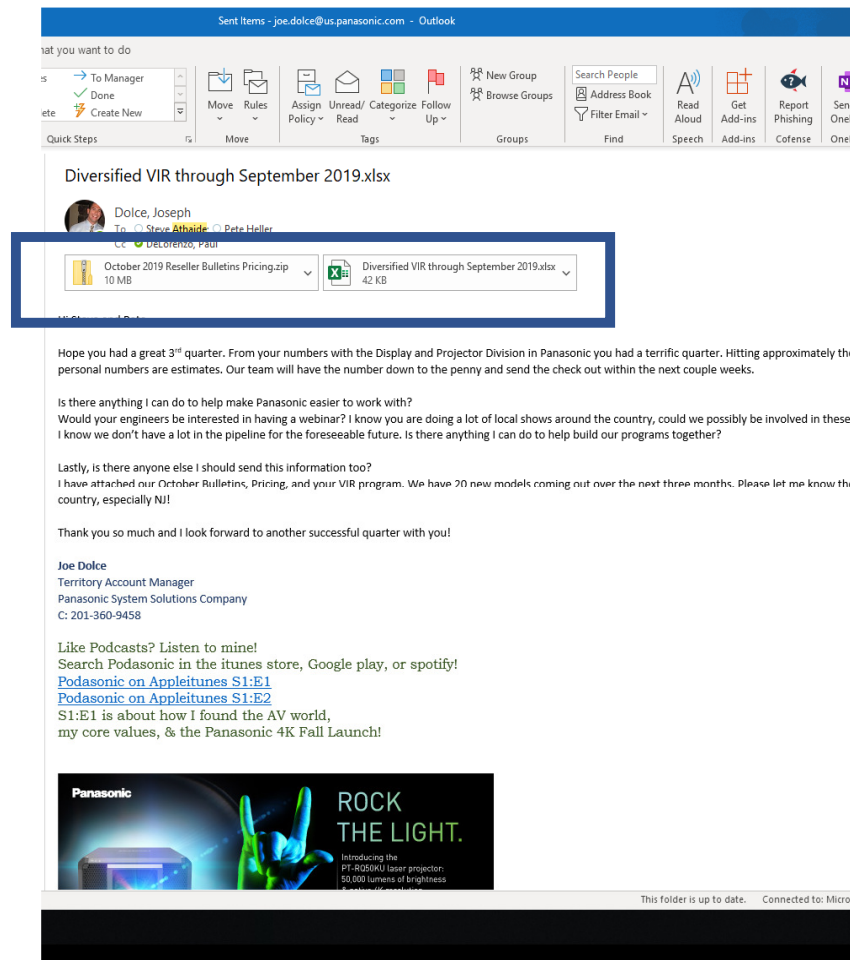 Sent Items - joe.dolce@us.panasonic.com - Outlook
hat you want to do
es To Manager
Done
lete Create New
Move Rules
Assign Policy Unread/ Read Categorize Follow Up
New Group
Browse Groups
Search People
Address Book
Filter Email
Read Aloud
Get Add-ins
Report Phishing
Sen
OneN
Quick Steps Move Tags Groups Find Speech Add-ins Cofense OneN
Diversified VIR through September 2019.xlsx
Dolce, Joseph
To Steve Athaide; Pete Heller
Cc DeLorenzo, Paul
October 2019 Reseller Bulletins Pricing.zip
10 MB
Diversified VIR through September 2019.xlsx
42 KB
Hope you had a great 3rd quarter. From your numbers with the Display and Projector Division in Panasonic you had a terrific quarter. Hitting approximately the
personal numbers are estimates. Our team will have the number down to the penny and send the check out within the next couple weeks.
Is there anything I can do to help make Panasonic easier to work with?
Would your engineers be interested in having a webinar? I know you are doing a lot of local shows around the country, could we possibly be involved in these
I know we don't have a lot in the pipeline for the foreseeable future. Is there anything I can do to help build our programs together?
Lastly, is there anyone else I should send this information too?
I have attached our October Bulletins, Pricing, and your VIR program. We have 20 new models coming out over the next three months. Please let me know the
country, especially NJ!
Thank you so much and I look forward to another successful quarter with you!
Joe Dolce
Territory Account Manager
Panasonic System Solutions Company
C: 201-360-9458
Like Podcasts? Listen to mine!
Search Podasonic in the itunes store, Google play, or spotify!
Podasonic on Appleitunes S1:E1
Podasonic on Appleitunes S1:E2
S1:E1 is about how I found the AV world,
my core values, & the Panasonic 4K Fall Launch!
Panasonic
ROCK
THE LIGHT.
Introducing the
PT-RQ50KU laser projector:
50,000 lumens of brightness
This folder is up to date. Connected to: Micro